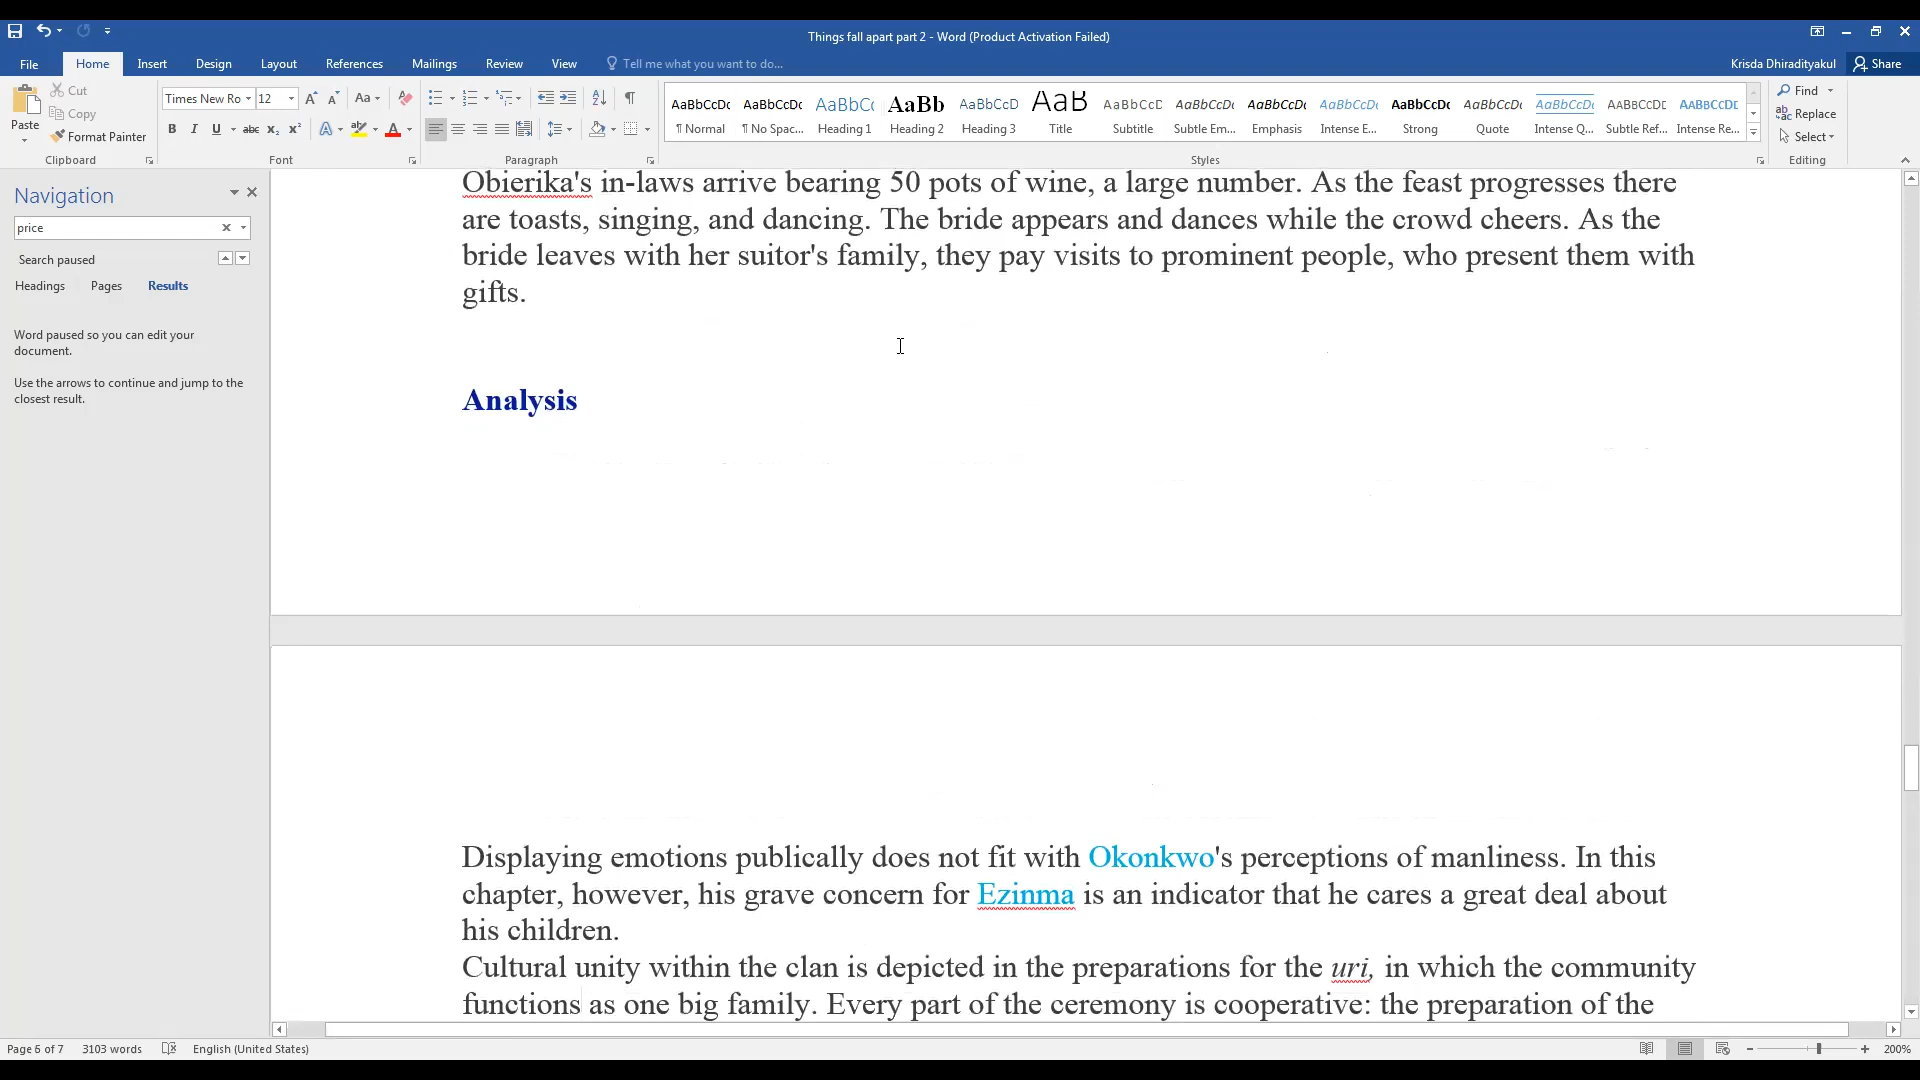 Things fall apart part 2 - Word (Product Activation Failed)
File Home Insert Design Layout References Mailings Review View Tell me what you want to do... Krisda Dhiradityakul Share
Paste Cut Copy Format Painter Clipboard
Times New Ro 12 Aa
B I U abc x₂ x² A A
Font Paragraph
AaBbCcDc AaBbCcDc AaBbCc AaBb AaBbCcD AaB AaBbCcD AaBbCcDc AaBbCcDc AaBbCcDc AaBbCcDc AaBbCcDc AaBbCcDc AABBCCDE AABBCCDE
¶ Normal ¶ No Spac... Heading 1 Heading 2 Heading 3 Title Subtitle Subtle Em... Emphasis Intense E... Strong Quote Intense Q... Subtle Ref... Intense Re...
Styles
Find
Replace
Select
Editing
Navigation
price
Search paused
Headings Pages Results
Word paused so you can edit your
document.
Use the arrows to continue and jump to the
closest result.
Obierika's in-laws arrive bearing 50 pots of wine, a large number. As the feast progresses there
are toasts, singing, and dancing. The bride appears and dances while the crowd cheers. As the
bride leaves with her suitor's family, they pay visits to prominent people, who present them with
gifts.
Analysis
Displaying emotions publically does not fit with Okonkwo's perceptions of manliness. In this
chapter, however, his grave concern for Ezinma is an indicator that he cares a great deal about
his children.
Cultural unity within the clan is depicted in the preparations for the uri, in which the community
functions as one big family. Every part of the ceremony is cooperative: the preparation of the
Page 6 of 7 3103 words English (United States) 200%